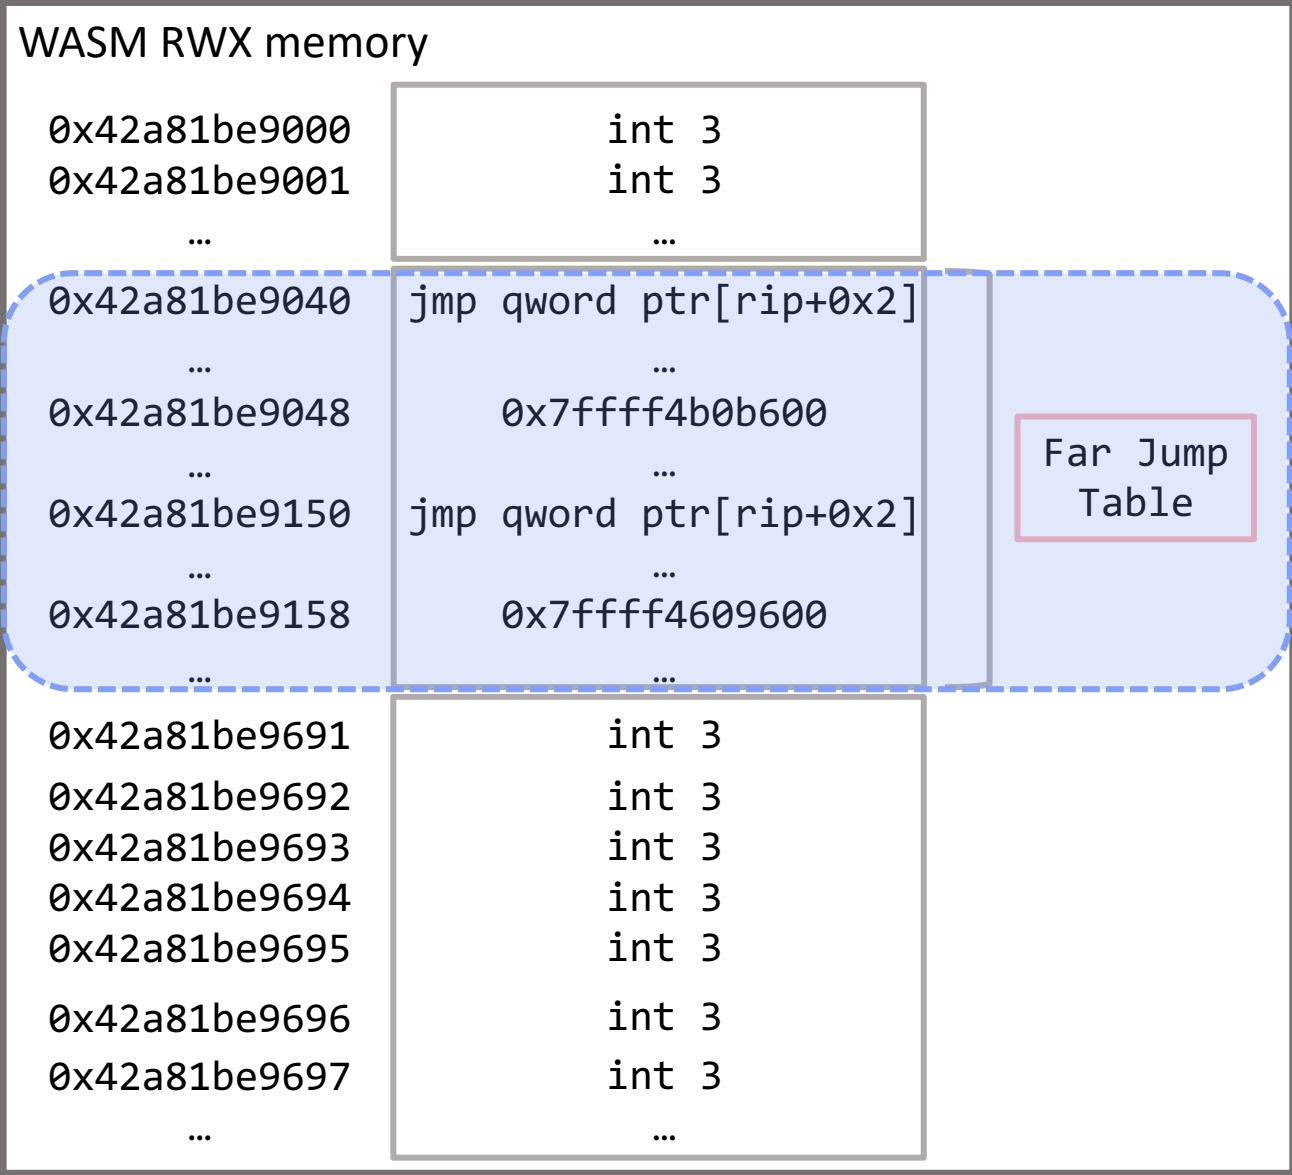 WASM RWX memory
0x42a81be9000 int 3
0x42a81be9001 int 3
… …
0x42a81be9040 jmp qword ptr[rip+0x2]
… …
0x42a81be9048 0x7ffff4b0b600
… …
0x42a81be9150 jmp qword ptr[rip+0x2]
… …
0x42a81be9158 0x7ffff4609600
… …
Far Jump
Table
0x42a81be9691 int 3
0x42a81be9692 int 3
0x42a81be9693 int 3
0x42a81be9694 int 3
0x42a81be9695 int 3
0x42a81be9696 int 3
0x42a81be9697 int 3
… …